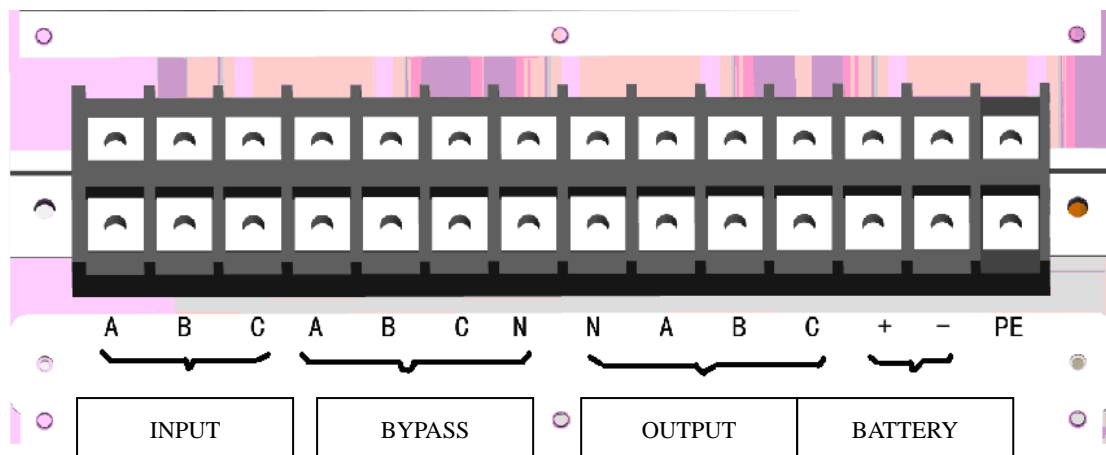 A B C A B C N N A B C + − PE
INPUT BYPASS OUTPUT BATTERY